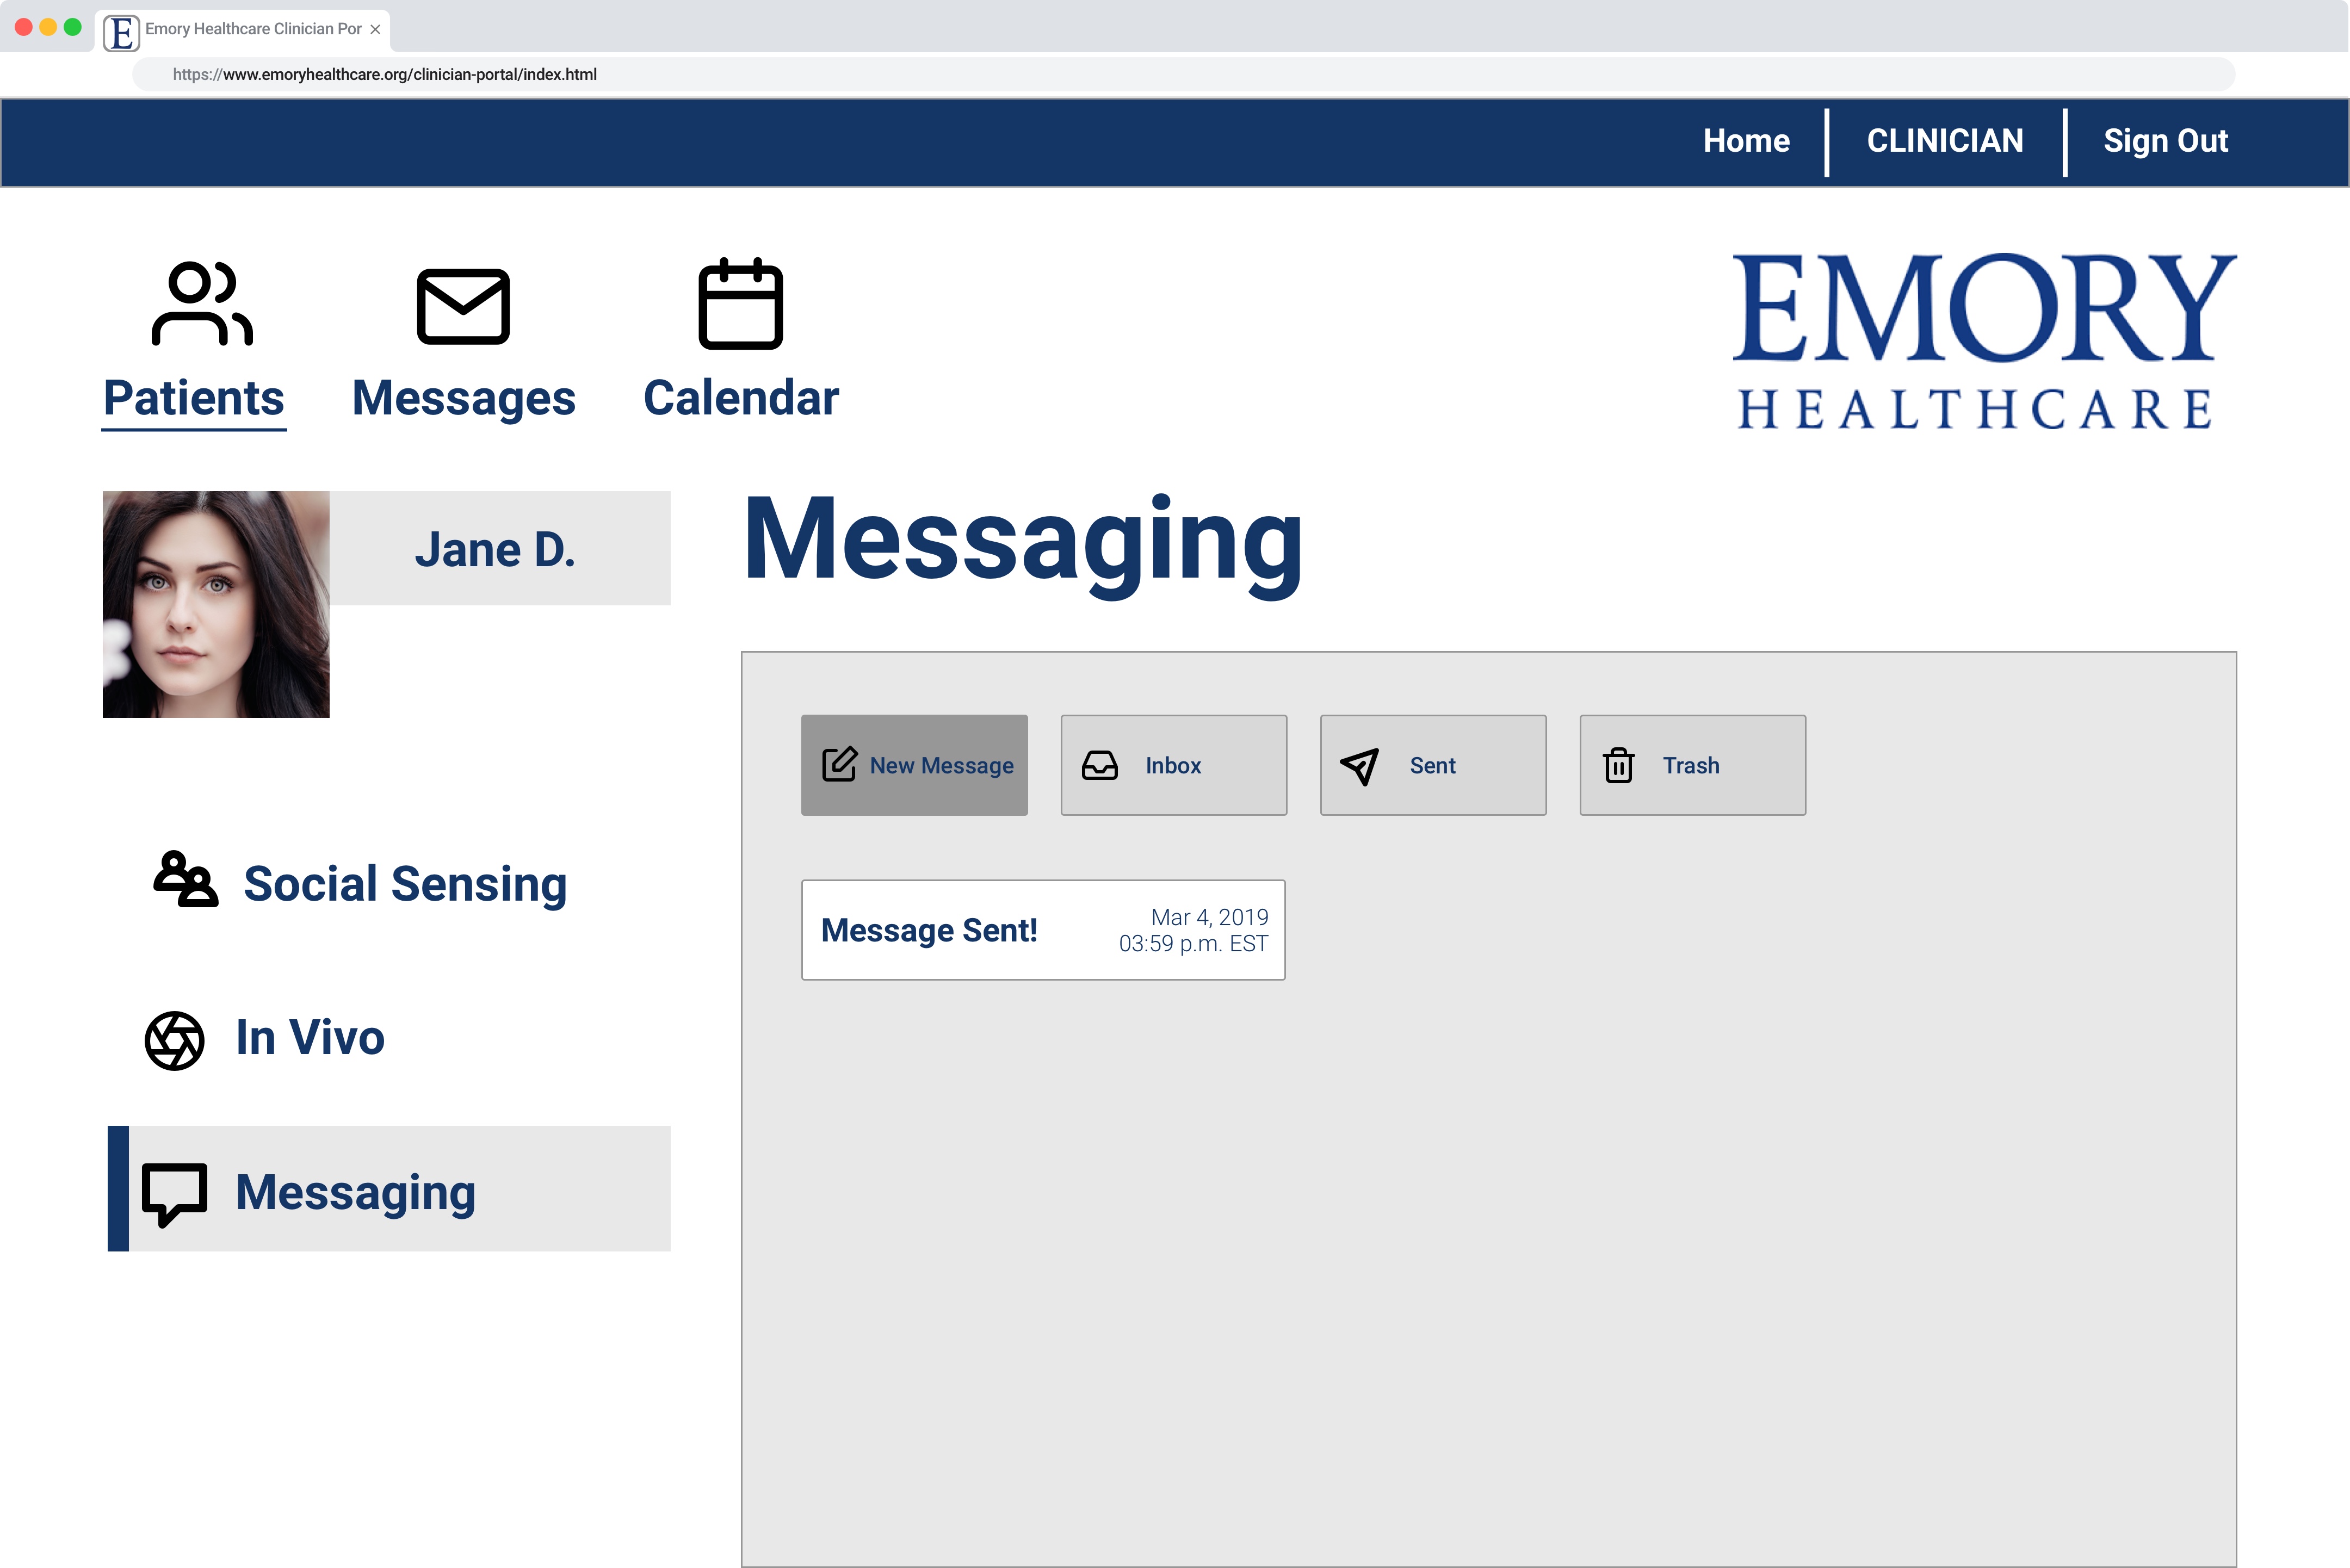 E Emory Healthcare Clinician Por
https://www.emoryhealthcare.org/clinician-portal/index.html
Home CLINICIAN Sign Out
Patients Messages Calendar
EMORY
HEALTHCARE
Jane D.
Messaging
New Message Inbox Sent Trash
Message Sent!
Mar 4, 2019
03:59 p.m. EST
Social Sensing
In Vivo
Messaging